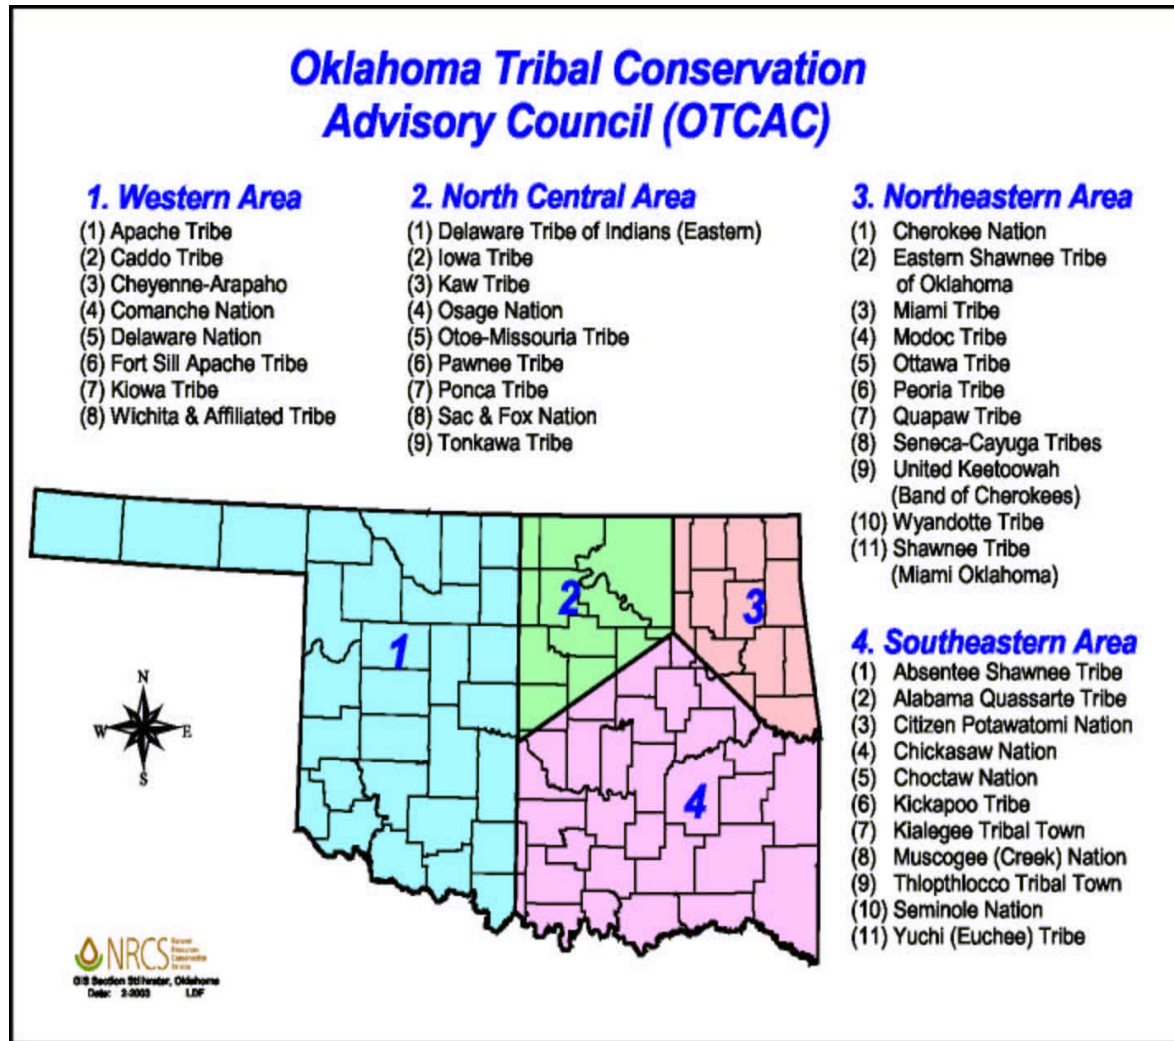 Oklahoma Tribal Conservation
Advisory Council (OTCAC)
1. Western Area
(1) Apache Tribe
(2) Caddo Tribe
(3) Cheyenne-Arapaho
(4) Comanche Nation
(5) Delaware Nation
(6) Fort Sill Apache Tribe
(7) Kiowa Tribe
(8) Wichita & Affiliated Tribe
2. North Central Area
(1) Delaware Tribe of Indians (Eastern)
(2) Iowa Tribe
(3) Kaw Tribe
(4) Osage Nation
(5) Otoe-Missouria Tribe
(6) Pawnee Tribe
(7) Ponca Tribe
(8) Sac & Fox Nation
(9) Tonkawa Tribe
3. Northeastern Area
(1) Cherokee Nation
(2) Eastern Shawnee Tribe
of Oklahoma
(3) Miami Tribe
(4) Modoc Tribe
(5) Ottawa Tribe
(6) Peoria Tribe
(7) Quapaw Tribe
(8) Seneca-Cayuga Tribes
(9) United Keetoowah
(Band of Cherokees)
(10) Wyandotte Tribe
(11) Shawnee Tribe
(Miami Oklahoma)
4. Southeastern Area
(1) Absentee Shawnee Tribe
(2) Alabama Quassarte Tribe
(3) Citizen Potawatomi Nation
(4) Chickasaw Nation
(5) Choctaw Nation
(6) Kickapoo Tribe
(7) Kialegee Tribal Town
(8) Muscogee (Creek) Nation
(9) Thlopthlocco Tribal Town
(10) Seminole Nation
(11) Yuchi (Euchee) Tribe
1
2
3
4
N
W E
S
NRCS
Natural
Resources
Conservation
Service
GIS Section Stillwater, Oklahoma
Date: 2-2003 LDF